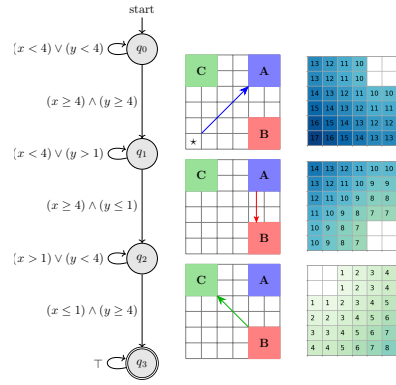 start
(x < 4) ∨ (y < 4)
q0
(x ≥ 4) ∧ (y ≥ 4)
(x < 4) ∨ (y > 1)
q1
(x ≥ 4) ∧ (y ≤ 1)
(x > 1) ∨ (y < 4)
q2
(x ≤ 1) ∧ (y ≥ 4)
⊤
q3
C A
⋆ B
C A
B
C A
B
13 12 11 10
13 12 11 10
14 13 12 11 10 10
15 14 13 12 11 11
16 15 14 13 12 12
17 16 15 14 13 13
14 13 12 11 10 10
13 12 11 10 9 9
12 11 10 9 8 8
11 10 9 8 7 7
10 9 8 7
10 9 8 7
1 2 3 4
1 2 3 4
1 1 2 3 4 5
2 2 3 4 5 6
3 3 4 5 6 7
4 4 5 6 7 8